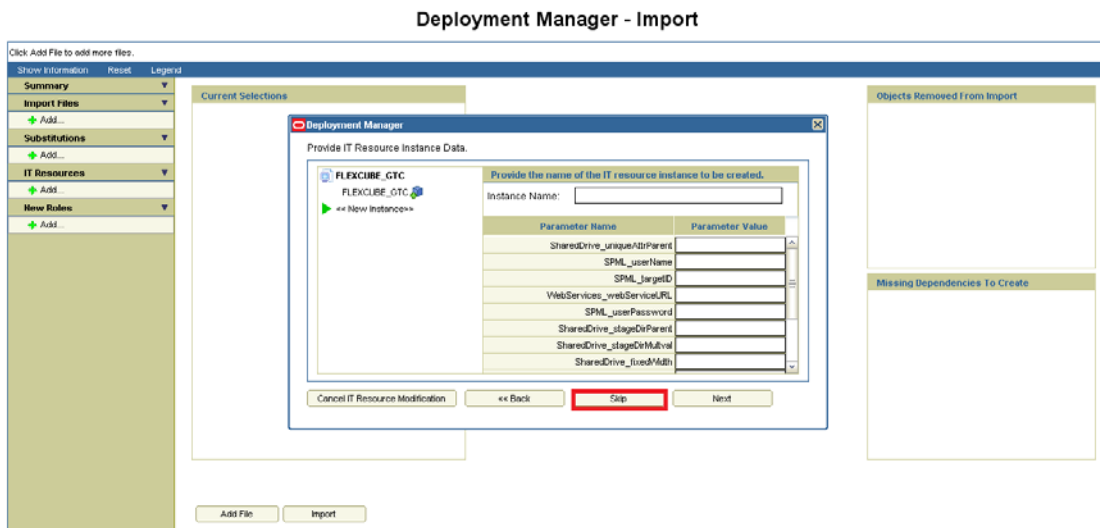 Deployment Manager - Import
Click Add File to add more files.
Show Information Reset Legend
Summary
Import Files
Add...
Substitutions
Add...
IT Resources
Add...
New Roles
Add...
Current Selections
Objects Removed From Import
Missing Dependencies To Create
Deployment Manager
Provide IT Resource Instance Data.
FLEXCUBE_GTC
FLEXCUBE_GTC
<< New Instance>>
Provide the name of the IT resource instance to be created.
Instance Name:
Parameter Name Parameter Value
SharedDrive_uniqueAttrParent
SPML_userName
SPML_targetID
WebServices_webServiceURL
SPML_userPassword
SharedDrive_stageDirParent
SharedDrive_stageDirMultval
SharedDrive_fixedWidth
Cancel IT Resource Modification << Back Skip Next
Add File Import